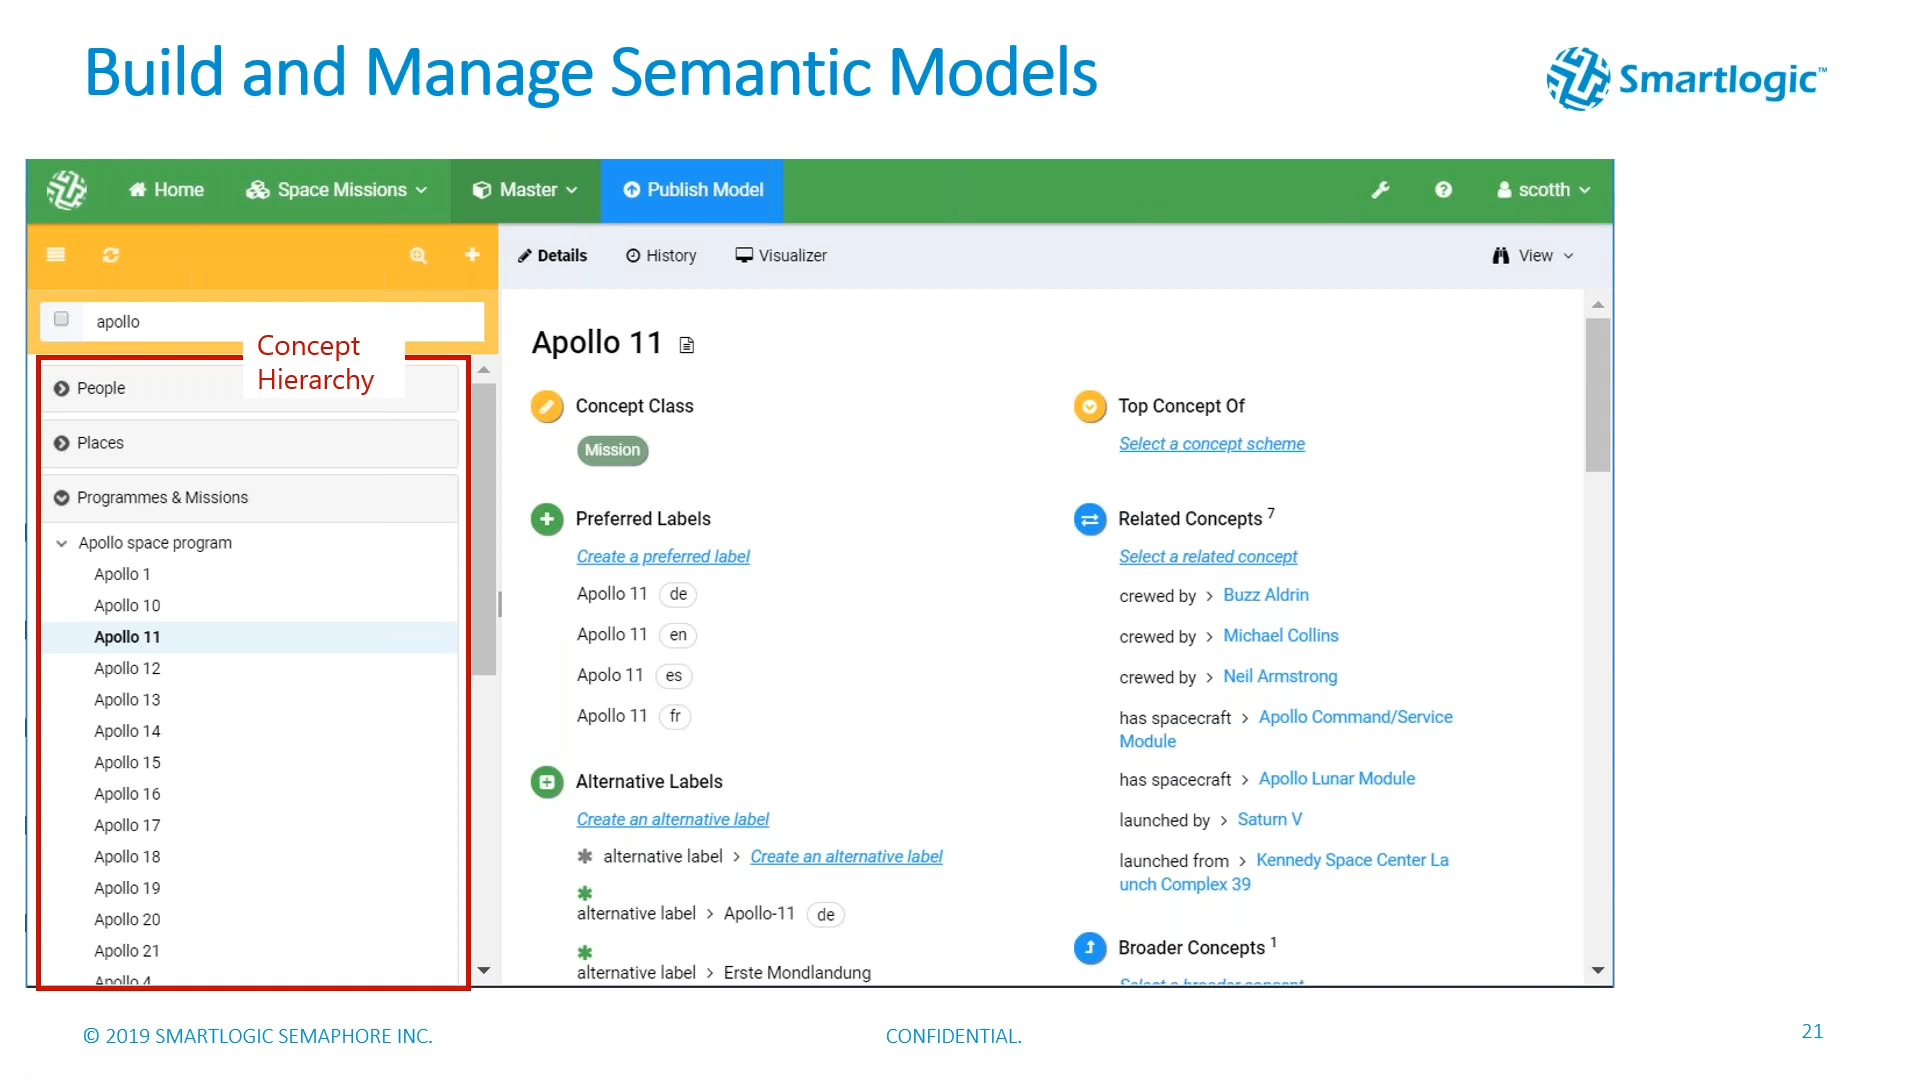 Build and Manage Semantic Models
Smartlogic™
Home
Space Missions
Master
Publish Model
scotth
Details
History
Visualizer
View
apollo
Concept
Hierarchy
People
Places
Programmes & Missions
Apollo space program
Apollo 1
Apollo 10
Apollo 11
Apollo 12
Apollo 13
Apollo 14
Apollo 15
Apollo 16
Apollo 17
Apollo 18
Apollo 19
Apollo 20
Apollo 21
Apollo 4
Apollo 11
Concept Class
Mission
Preferred Labels
Create a preferred label
Apollo 11 de
Apollo 11 en
Apolo 11 es
Apollo 11 fr
Alternative Labels
Create an alternative label
alternative label > Create an alternative label
alternative label > Apollo-11 de
alternative label > Erste Mondlandung
Top Concept Of
Select a concept scheme
Related Concepts 7
Select a related concept
crewed by > Buzz Aldrin
crewed by > Michael Collins
crewed by > Neil Armstrong
has spacecraft > Apollo Command/Service
Module
has spacecraft > Apollo Lunar Module
launched by > Saturn V
launched from > Kennedy Space Center La
unch Complex 39
Broader Concepts 1
Select a broader concept
© 2019 SMARTLOGIC SEMAPHORE INC.
CONFIDENTIAL.
21